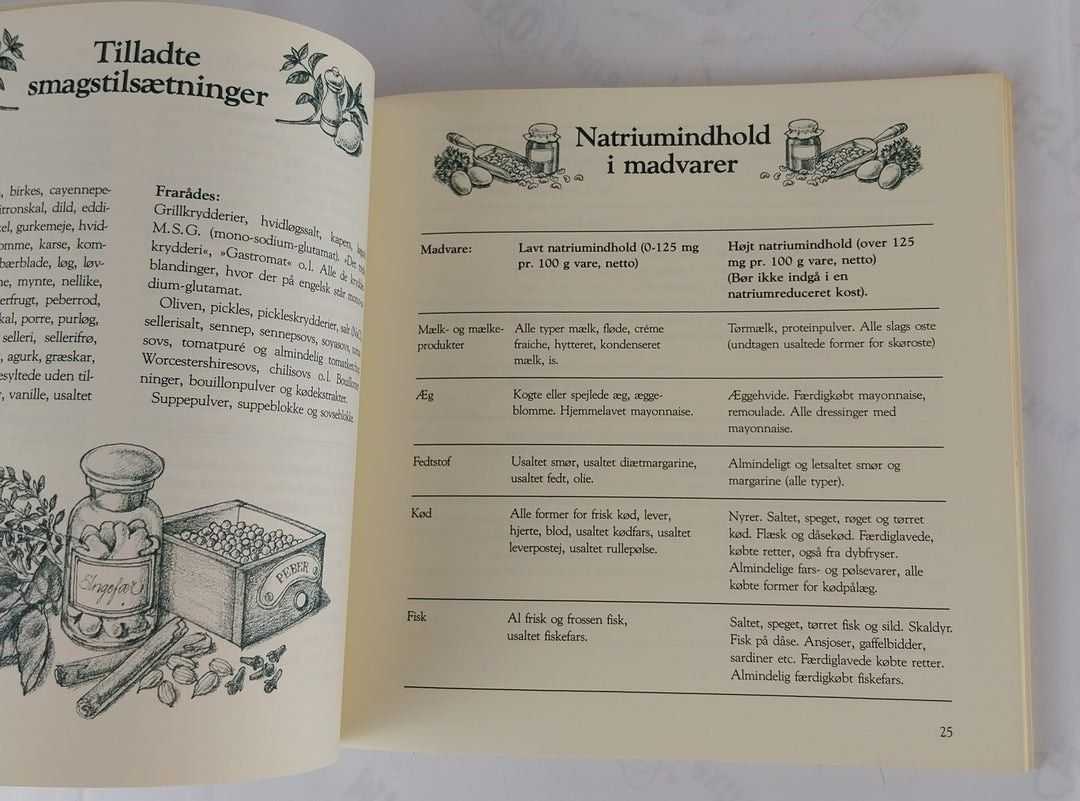 Tilladte
smagstilsætninger
, birkes, cayennepe-
itronskal, dild, eddi-
el, gurkemeje, hvid-
omme, karse, kom-
bærblade, løg, løv-
ne, mynte, nellike,
erfrugt, peberrod,
kal, porre, purløg,
selleri, sellerifrø,
, agurk, græskar,
esyltede uden til-
r, vanille, usaltet
Frarådes:
Grillkrydderier, hvidløgssalt, kapers,
M.S.G. (mono-sodium-glutamat). »Det
krydderi«, »Gastromat« o.l. Alle de
blandinger, hvor der på engelsk står mono-
dium-glutamat.
Oliven, pickles, pickleskrydderier, salt (NaCl),
sellerisalt, sennep, sennepsovs, soyasovs,
sovs, tomatpuré og almindelig tomatketchup,
Worcestershiresovs, chilisovs o.l.
ninger, bouillonpulver og kødekstrakter.
Suppepulver, suppeblokke og sovseblokke.
Engefær
PEBER
Natriumindhold
i madvarer
Madvare: Lavt natriumindhold (0-125 mg Højt natriumindhold (over 125
pr. 100 g vare, netto) mg pr. 100 g vare, netto)
(Bør ikke indgå i en
natriumreduceret kost).
Mælk- og mælke- Alle typer mælk, fløde, créme Tørmælk, proteinpulver. Alle slags oste
produkter fraiche, hytteret, kondenseret (undtagen usaltede former for skøroste)
mælk, is.
Æg Kogte eller spejlede æg, ægge- Æggehvide. Færdigkøbt mayonnaise,
blomme. Hjemmelavet mayonnaise. remoulade. Alle dressinger med
mayonnaise.
Fedtstof Usaltet smør, usaltet diætmargarine, Almindeligt og letsaltet smør og
usaltet fedt, olie. margarine (alle typer).
Kød Alle former for frisk kød, lever, Nyrer. Saltet, speget, røget og tørret
hjerte, blod, usaltet kødfars, usaltet kød. Flæsk og dåsekød. Færdiglavede,
leverpostej, usaltet rullepølse. købte retter, også fra dybfryser.
Almindelige fars- og pølsevarer, alle
købte former for kødpålæg.
Fisk Al frisk og frossen fisk, Saltet, speget, tørret fisk og sild. Skaldyr.
usaltet fiskefars. Fisk på dåse. Ansjoser, gaffelbidder,
sardiner etc. Færdiglavede købte retter.
Almindelig færdigkøbt fiskefars.
25